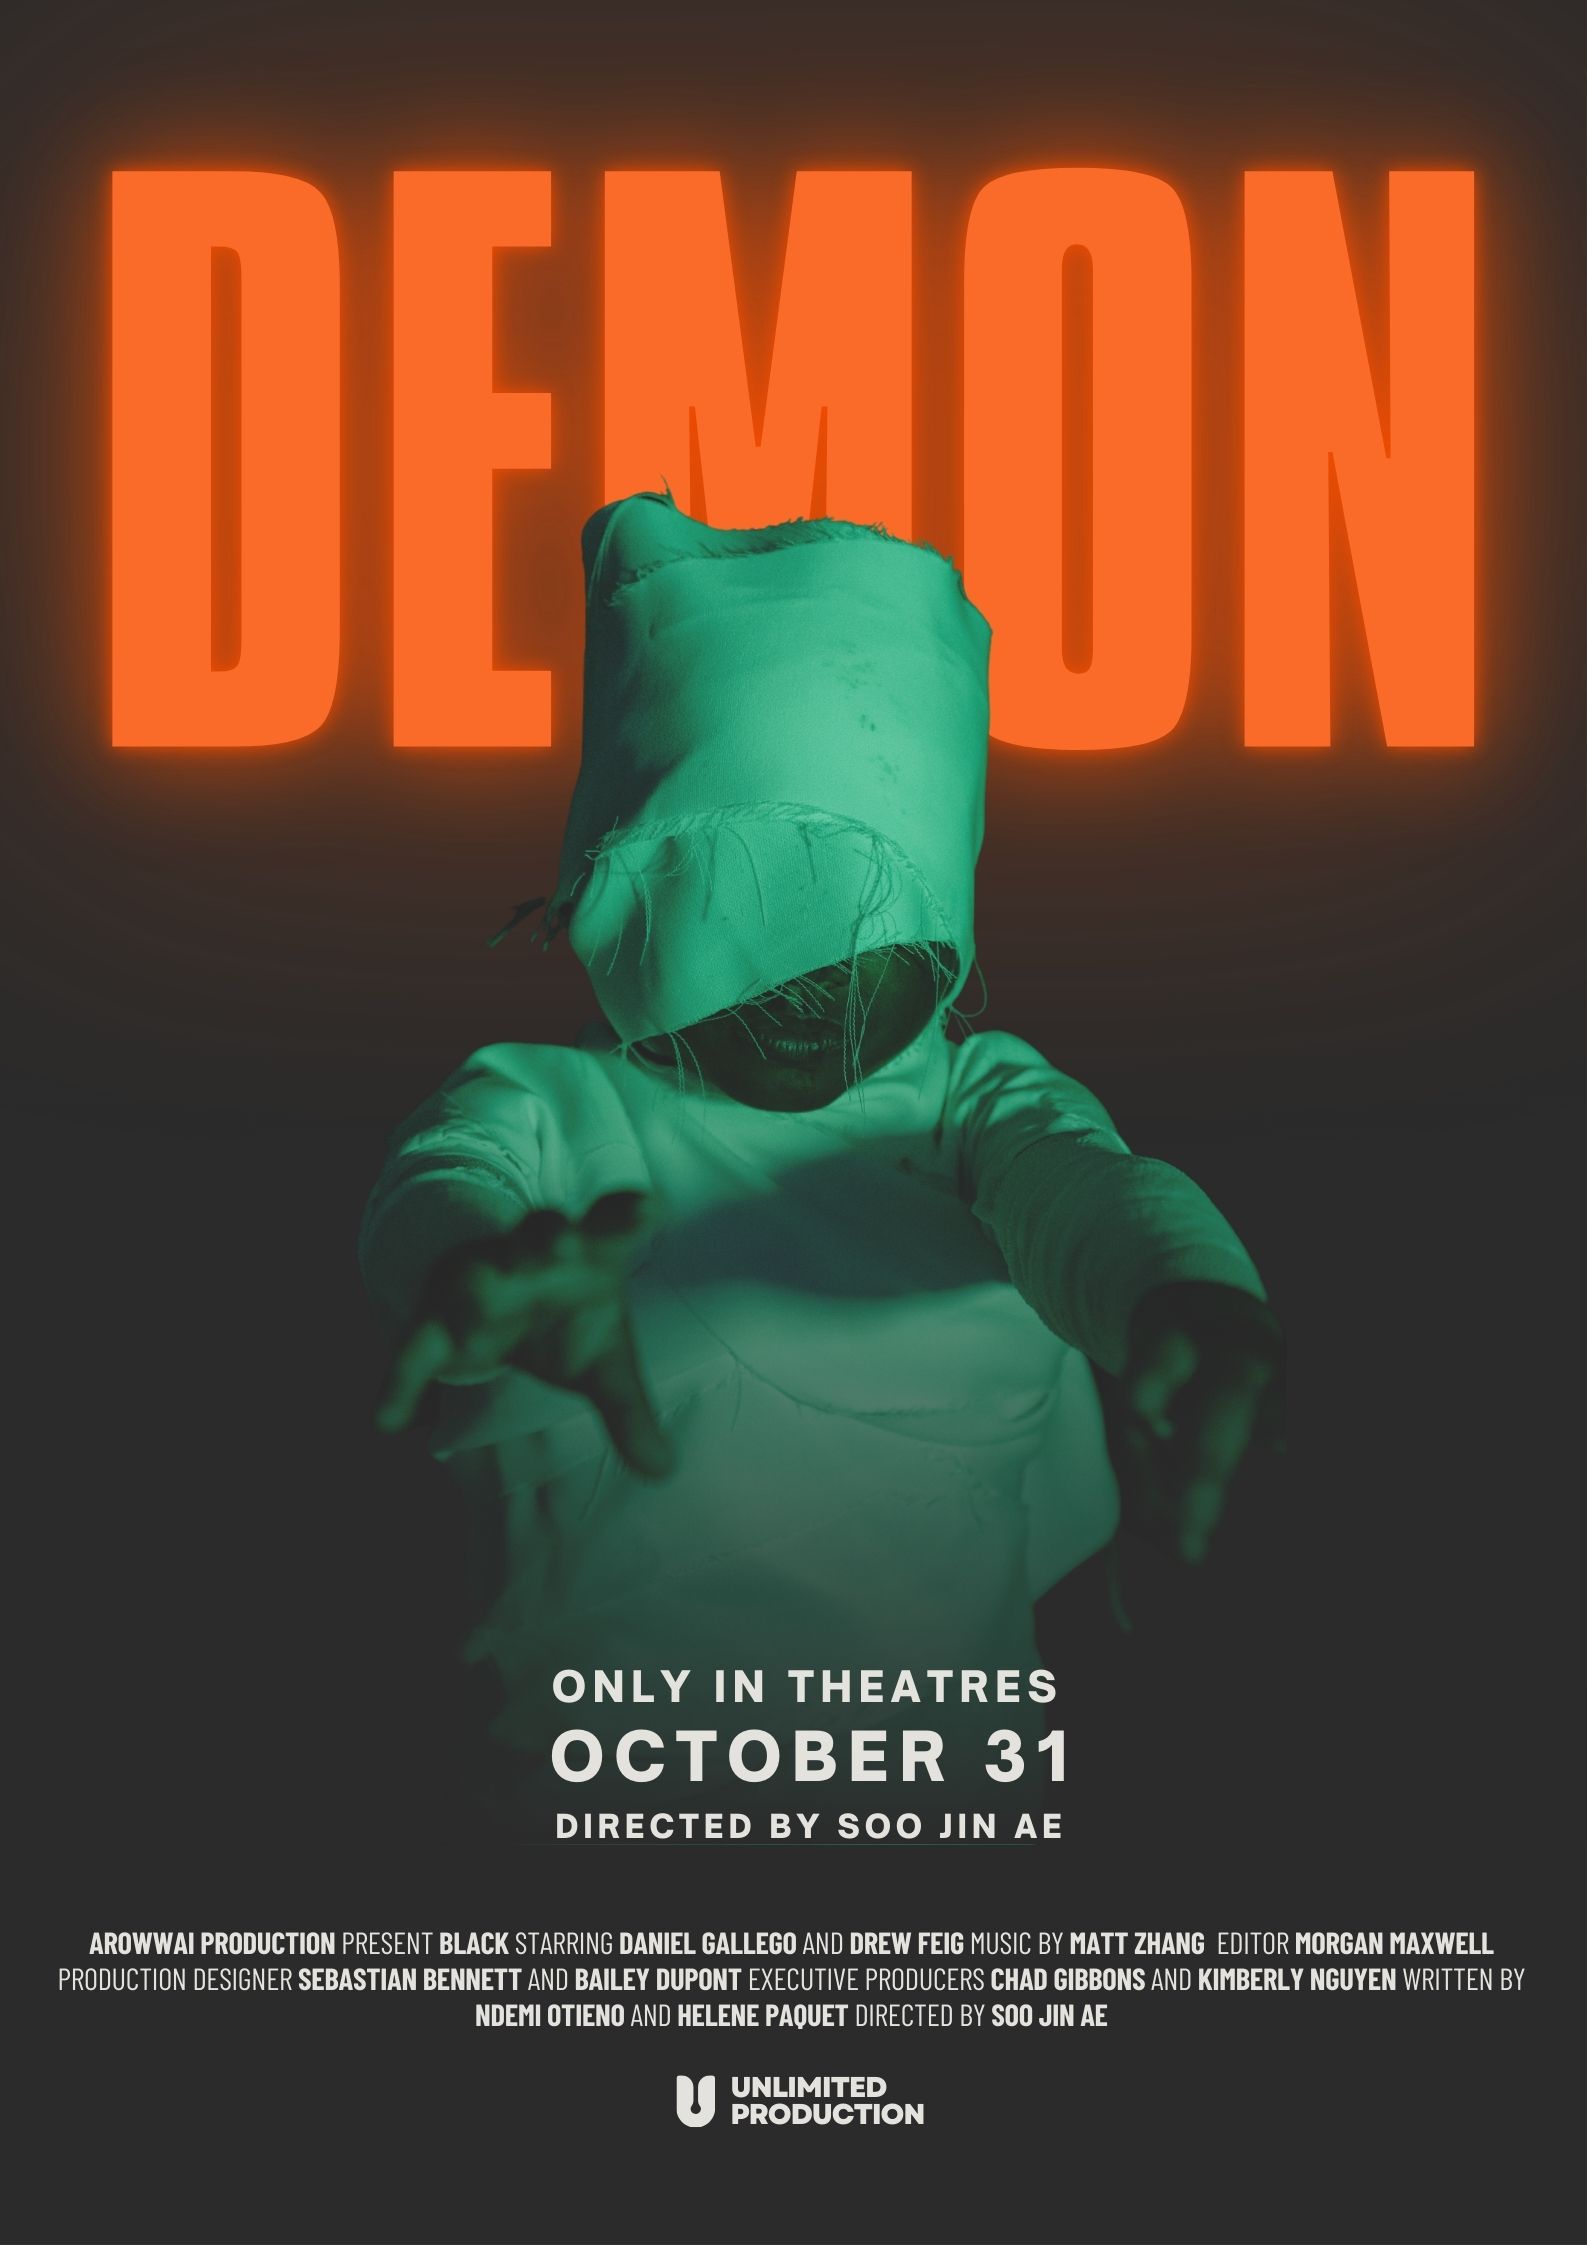 DEMON
ONLY IN THEATRES
OCTOBER 31
DIRECTED BY SOO JIN AE
AROWWAI PRODUCTION PRESENT BLACK STARRING DANIEL GALLEGO AND DREW FEIG MUSIC BY MATT ZHANG EDITOR MORGAN MAXWELL
PRODUCTION DESIGNER SEBASTIAN BENNETT AND BAILEY DUPONT EXECUTIVE PRODUCERS CHAD GIBBONS AND KIMBERLY NGUYEN WRITTEN BY
NDEMI OTIENO AND HELENE PAQUET DIRECTED BY SOO JIN AE
UNLIMITED
PRODUCTION